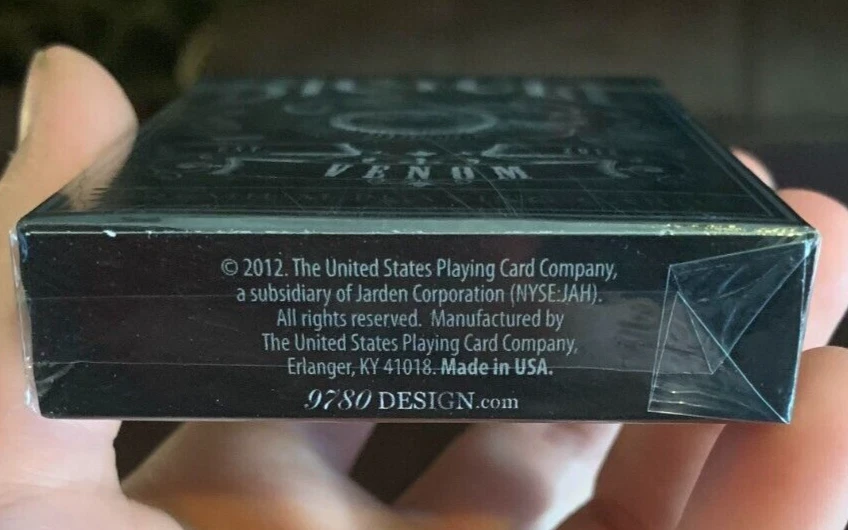 VENOM
© 2012. The United States Playing Card Company,
a subsidiary of Jarden Corporation (NYSE:JAH).
All rights reserved. Manufactured by
The United States Playing Card Company,
Erlanger, KY 41018. Made in USA.
9780 DESIGN.com